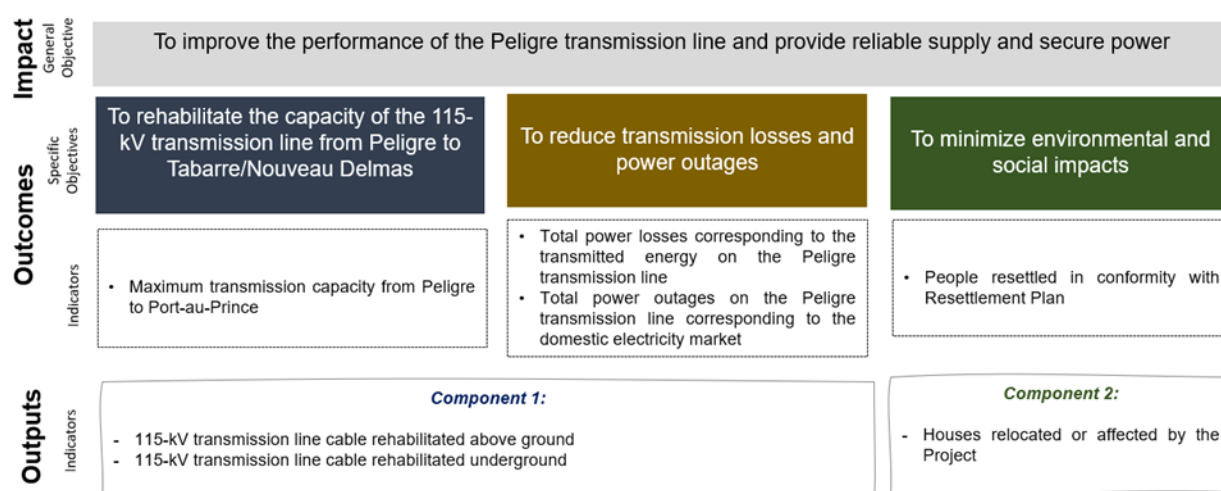 Impact
General
Objective
To improve the performance of the Peligre transmission line and provide reliable supply and secure power
Outcomes
Specific
Objectives
To rehabilitate the capacity of the 115-
kV transmission line from Peligre to
Tabarre/Nouveau Delmas
To reduce transmission losses and
power outages
To minimize environmental and
social impacts
Indicators
• Maximum transmission capacity from Peligre
to Port-au-Prince
• Total power losses corresponding to the
transmitted energy on the Peligre
transmission line
• Total power outages on the Peligre
transmission line corresponding to the
domestic electricity market
• People resettled in conformity with
Resettlement Plan
Outputs
Indicators
Component 1:
- 115-kV transmission line cable rehabilitated above ground
- 115-kV transmission line cable rehabilitated underground
Component 2:
- Houses relocated or affected by the
Project